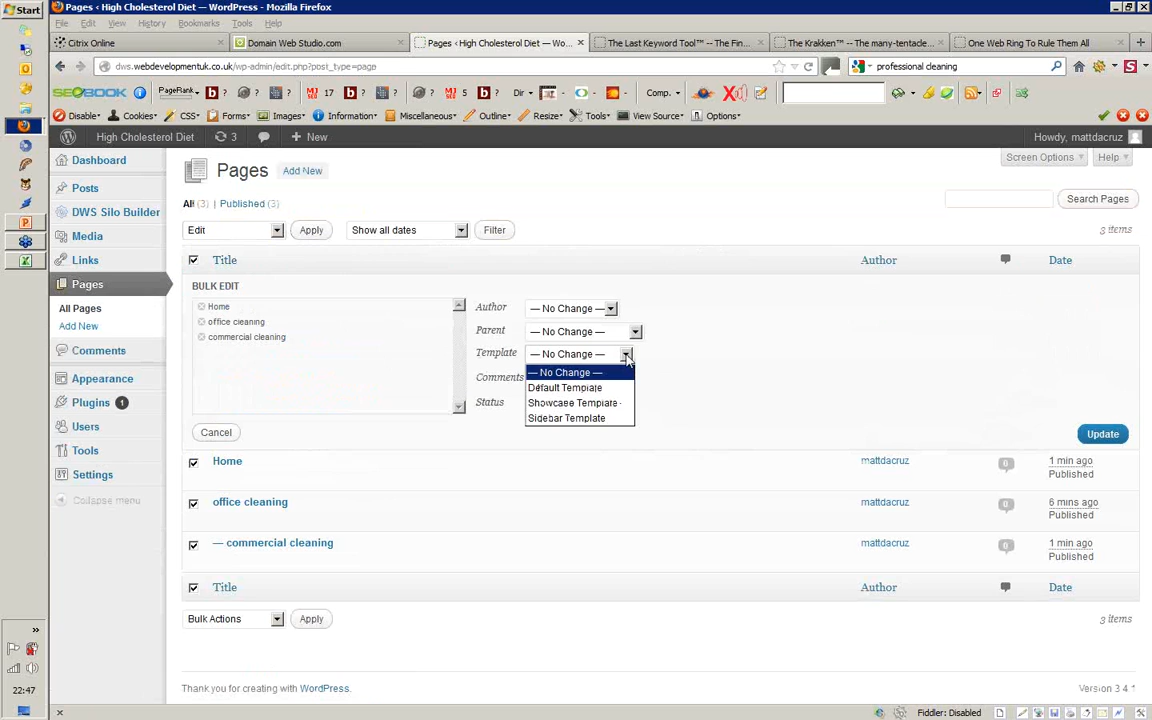 Start
Pages ‹ High Cholesterol Diet — WordPress - Mozilla Firefox
File Edit View History Bookmarks Tools Help
Citrix Online
Domain Web Studio.com
Pages ‹ High Cholesterol Diet — Wo...
The Last Keyword Tool™ -- The Fin...
The Krakken™ -- The many-tentacle...
One Web Ring To Rule Them All
dws.webdevelopmentuk.co.uk/wp-admin/edit.php?post_type=page
professional cleaning
SEOBOOK PageRank ? ? 17 ? ? 5 ? Dir Comp.
Disable Cookies CSS Forms Images Information Miscellaneous Outline Resize Tools View Source Options
High Cholesterol Diet 3 + New Howdy, mattdacruz
Screen Options Help
Dashboard
Posts
DWS Silo Builder
Media
Links
Pages
All Pages
Add New
Comments
Appearance
Plugins 1
Users
Tools
Settings
Collapse menu
Pages Add New
All (3) | Published (3)
Search Pages
Edit Apply Show all dates Filter 3 items
Title Author Date
BULK EDIT
Home
office cleaning
commercial cleaning
Author — No Change —
Parent — No Change —
Template — No Change —
— No Change —
Default Template
Showcase Template
Sidebar Template
Comments
Status
Cancel Update
Home mattdacruz 0 1 min ago
Published
office cleaning mattdacruz 0 6 mins ago
Published
— commercial cleaning mattdacruz 0 1 min ago
Published
Title Author Date
Bulk Actions Apply 3 items
Thank you for creating with WordPress. Version 3.4.1
22:47
Fiddler: Disabled